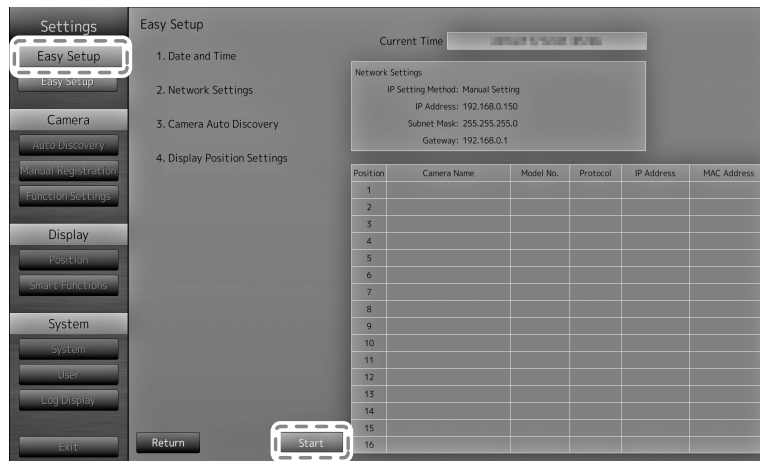 Settings
Easy Setup
Easy Setup
Camera
Auto Discovery
Manual Registration
Function Settings
Display
Position
Smart Functions
System
System
User
Log Display
Exit
Easy Setup
1. Date and Time
2. Network Settings
3. Camera Auto Discovery
4. Display Position Settings
Return
Start
Current Time
Network Settings
IP Setting Method: Manual Setting
IP Address: 192.168.0.150
Subnet Mask: 255.255.255.0
Gateway: 192.168.0.1
Position Camera Name Model No. Protocol IP Address MAC Address
1
2
3
4
5
6
7
8
9
10
11
12
13
14
15
16